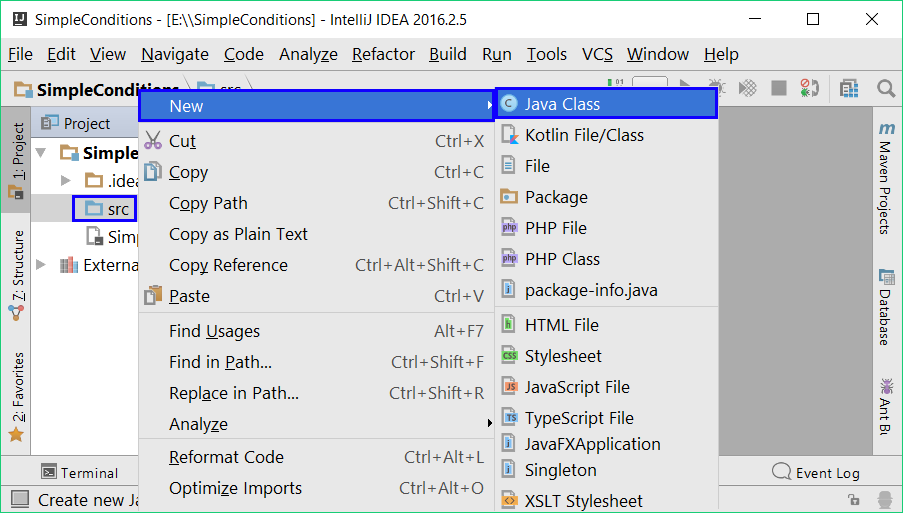 SimpleConditions - [E:\\SimpleConditions] - IntelliJ IDEA 2016.2.5
File Edit View Navigate Code Analyze Refactor Build Run Tools VCS Window Help
SimpleConditions src
1: Project
Project
Simple
.idea
src
Sim
Externa
Z: Structure
2: Favorites
New
Cut Ctrl+X
Copy Ctrl+C
Copy Path Ctrl+Shift+C
Copy as Plain Text
Copy Reference Ctrl+Alt+Shift+C
Paste Ctrl+V
Find Usages Alt+F7
Find in Path... Ctrl+Shift+F
Replace in Path... Ctrl+Shift+R
Analyze
Reformat Code Ctrl+Alt+L
Optimize Imports Ctrl+Alt+O
Java Class
Kotlin File/Class
File
Package
PHP File
PHP Class
package-info.java
HTML File
Stylesheet
JavaScript File
TypeScript File
JavaFXApplication
Singleton
XSLT Stylesheet
Maven Projects
Database
Ant Bu
Terminal
Event Log
Create new Ja